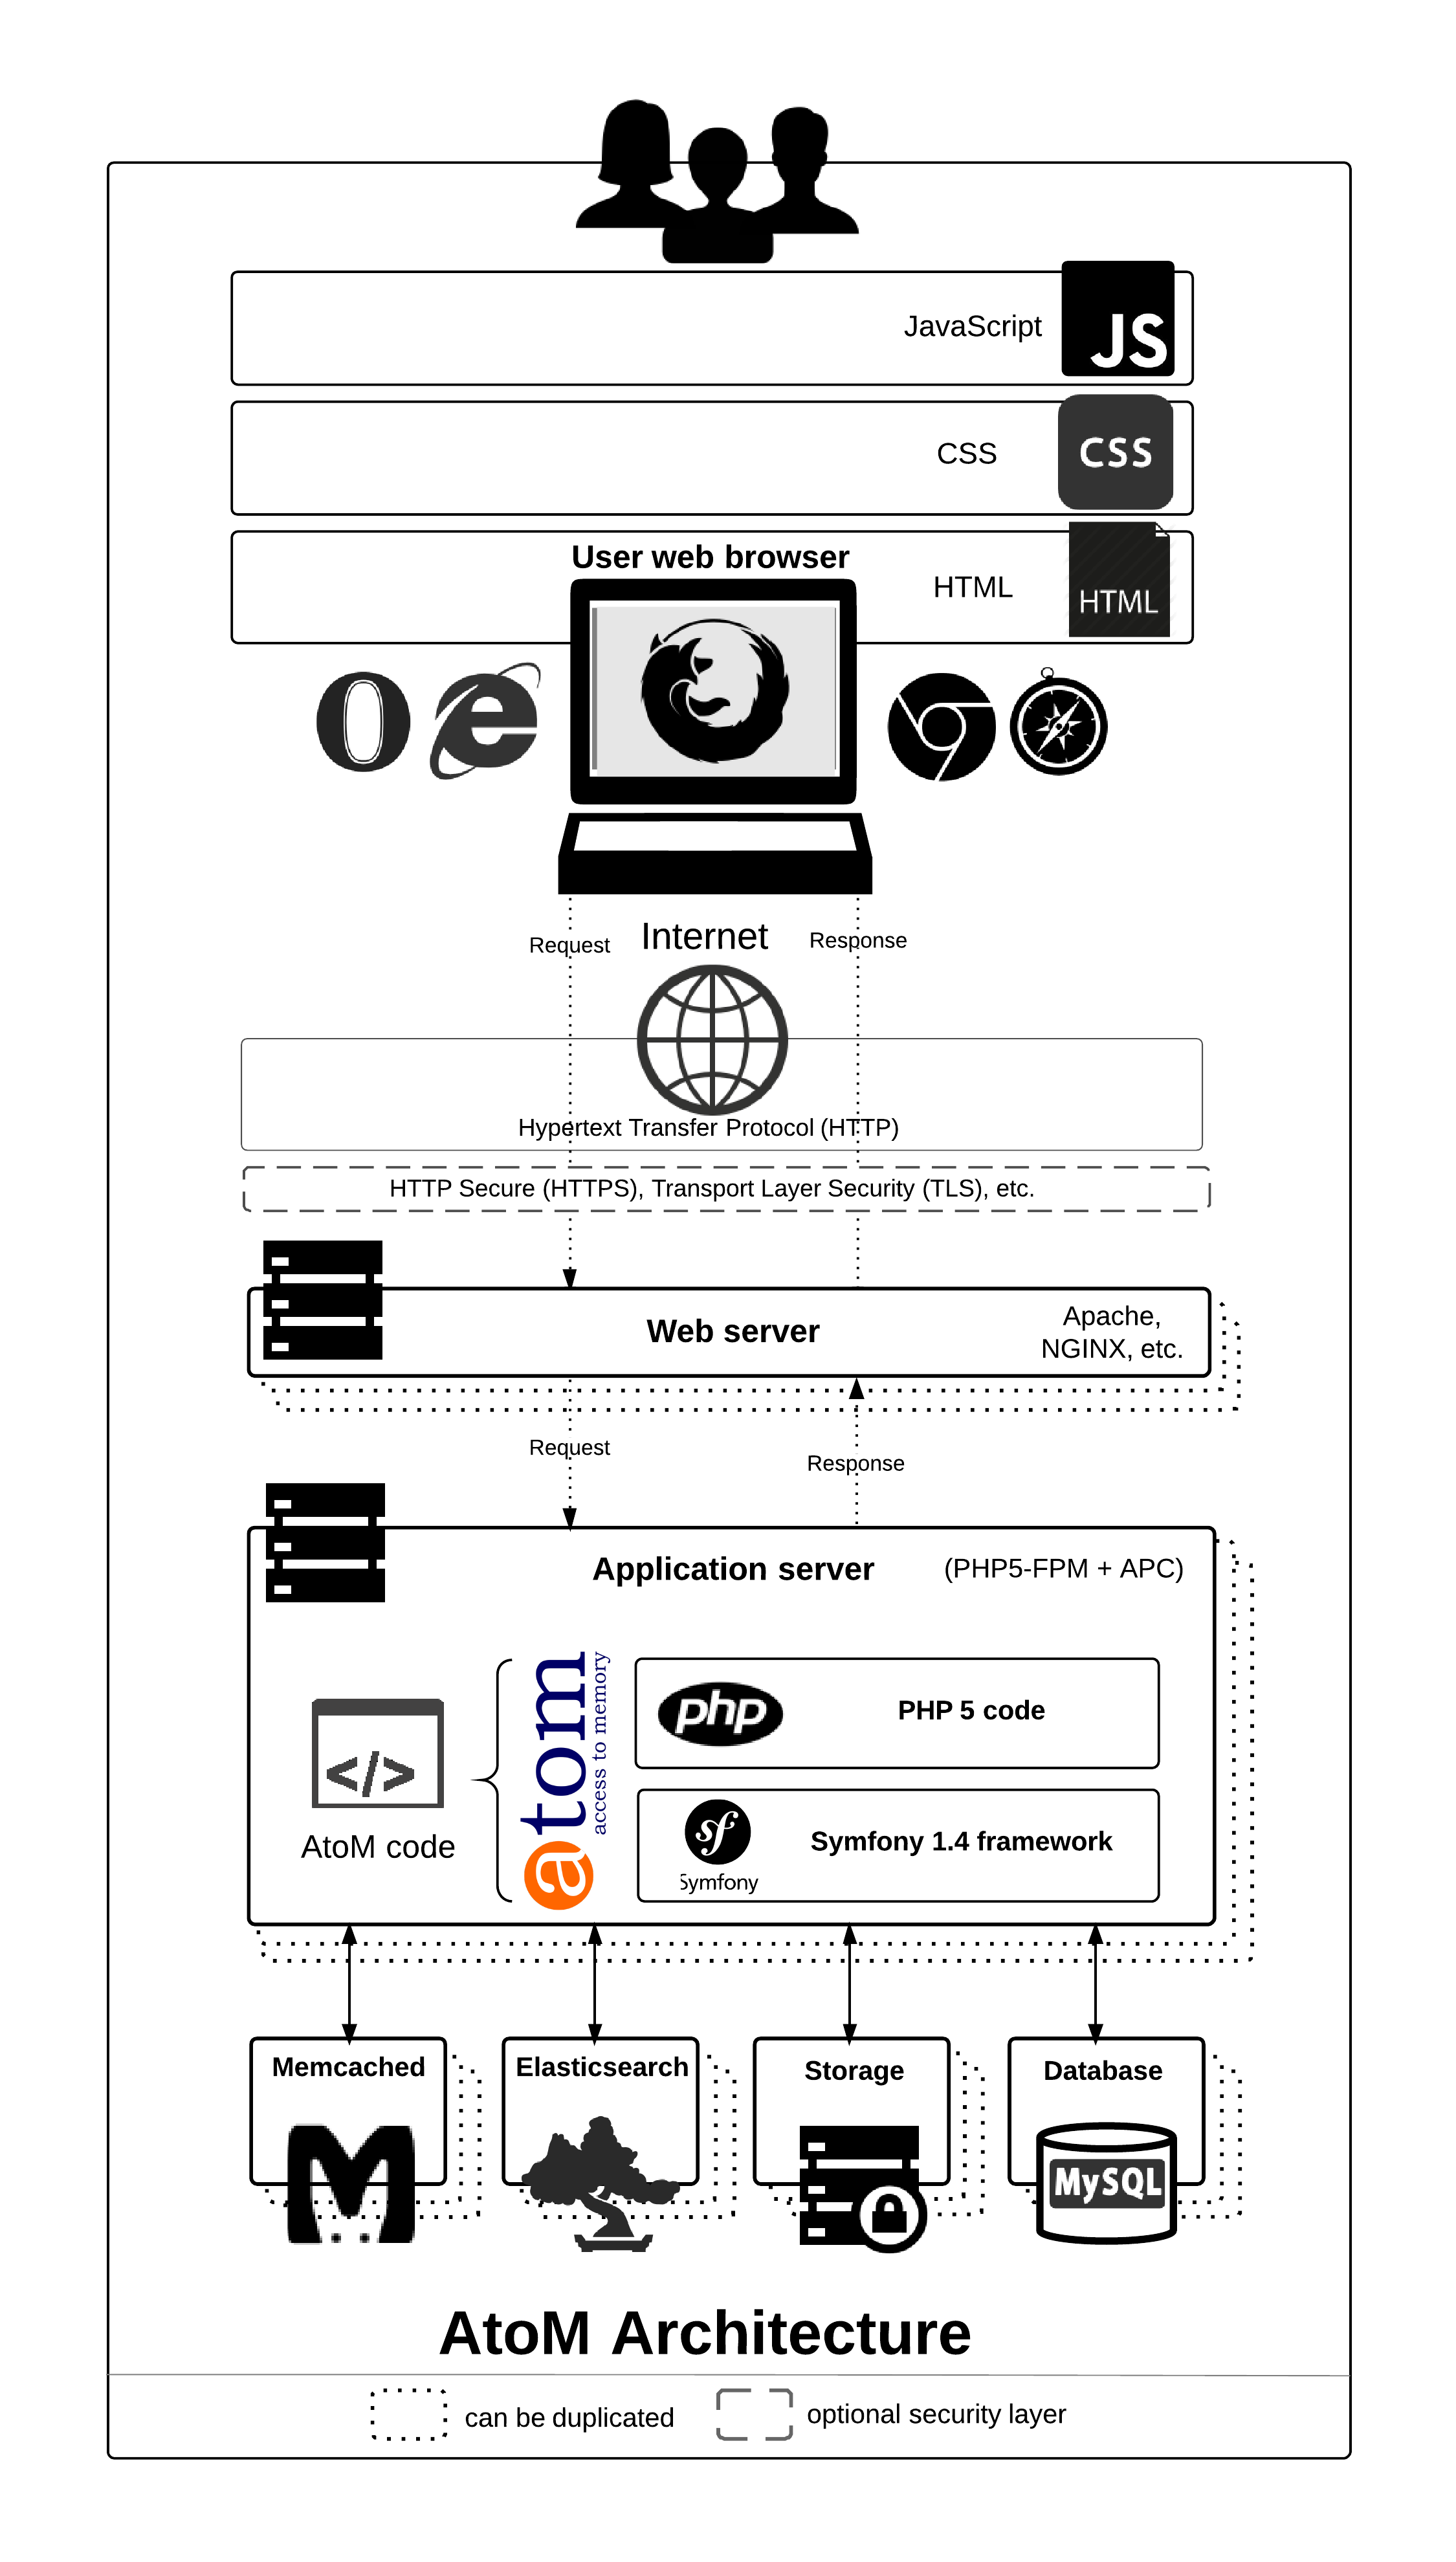 JavaScript
JS
CSS
CSS
User web browser
HTML
HTML
Request
Internet
Response
Hypertext Transfer Protocol (HTTP)
HTTP Secure (HTTPS), Transport Layer Security (TLS), etc.
Web server
Apache,
NGINX, etc.
Request
Response
Application server
(PHP5-FPM + APC)
</>
AtoM code
atom
access to memory
php
PHP 5 code
sf
Symfony
Symfony 1.4 framework
Memcached
Elasticsearch
Storage
Database
M
MySQL
AtoM Architecture
can be duplicated
optional security layer